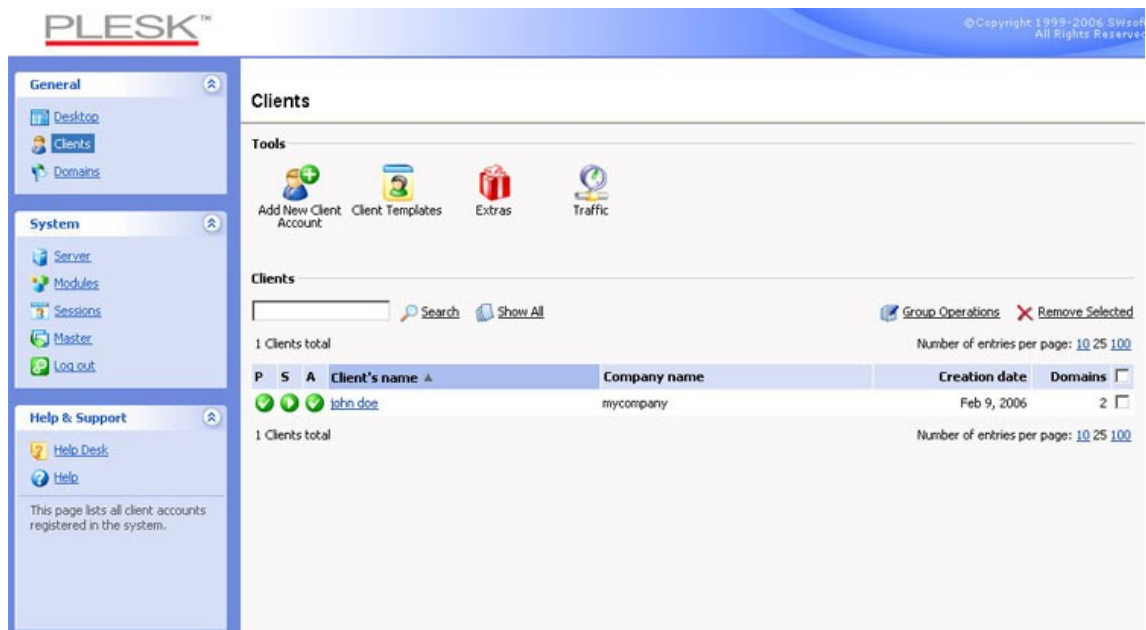 PLESK™
©Copyright 1999-2006 SWsoft
All Rights Reserved
General
Desktop
Clients
Domains
System
Server
Modules
Sessions
Master
Log out
Help & Support
Help Desk
Help
This page lists all client accounts
registered in the system.
Clients
Tools
Add New Client
Account
Client Templates
Extras
Traffic
Clients
Search Show All Group Operations Remove Selected
1 Clients total Number of entries per page: 10 25 100
P S A Client's name Company name Creation date Domains
john doe mycompany Feb 9, 2006 2
1 Clients total Number of entries per page: 10 25 100